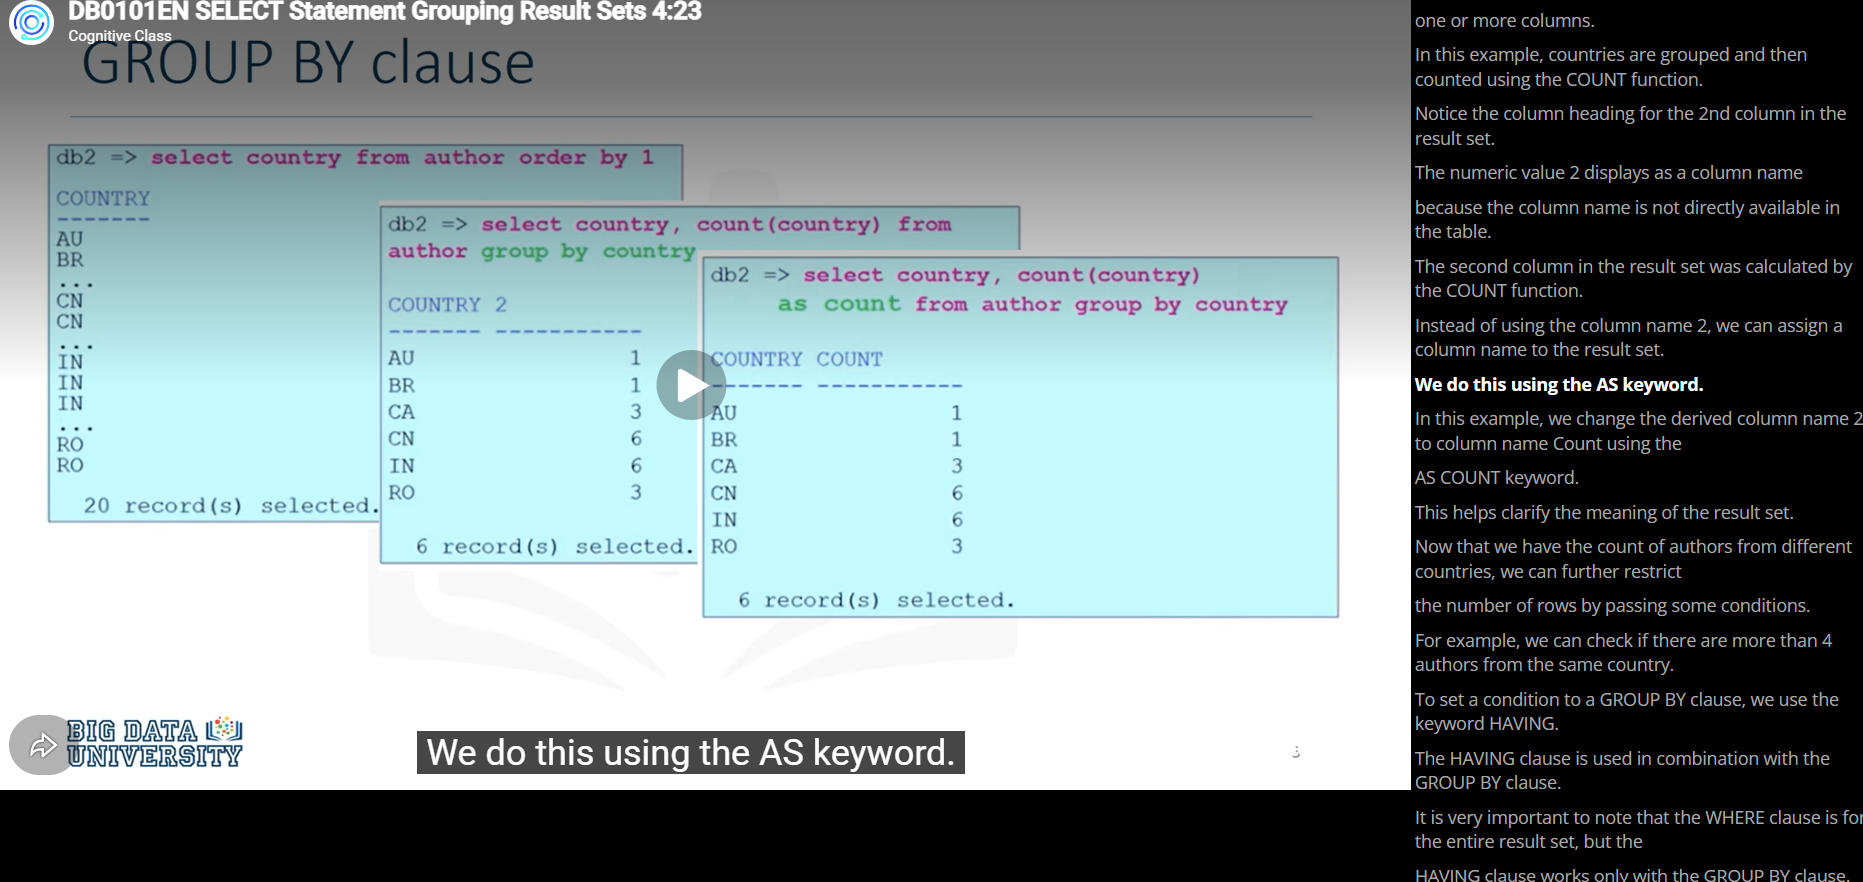 DB0101EN SELECT Statement Grouping Result Sets 4:23
Cognitive Class
GROUP BY clause
db2 => select country from author order by 1
COUNTRY
-------
AU
BR
...
CN
CN
...
IN
IN
IN
...
RO
RO
20 record(s) selected.
db2 => select country, count(country) from
author group by country
COUNTRY 2
------- -----------
AU 1
BR 1
CA 3
CN 6
IN 6
RO 3
6 record(s) selected.
db2 => select country, count(country)
as count from author group by country
COUNTRY COUNT
------- -----------
AU 1
BR 1
CA 3
CN 6
IN 6
RO 3
6 record(s) selected.
BIG DATA
UNIVERSITY
We do this using the AS keyword.
one or more columns.
In this example, countries are grouped and then
counted using the COUNT function.
Notice the column heading for the 2nd column in the
result set.
The numeric value 2 displays as a column name
because the column name is not directly available in
the table.
The second column in the result set was calculated by
the COUNT function.
Instead of using the column name 2, we can assign a
column name to the result set.
We do this using the AS keyword.
In this example, we change the derived column name 2
to column name Count using the
AS COUNT keyword.
This helps clarify the meaning of the result set.
Now that we have the count of authors from different
countries, we can further restrict
the number of rows by passing some conditions.
For example, we can check if there are more than 4
authors from the same country.
To set a condition to a GROUP BY clause, we use the
keyword HAVING.
The HAVING clause is used in combination with the
GROUP BY clause.
It is very important to note that the WHERE clause is for
the entire result set, but the
HAVING clause works only with the GROUP BY clause.